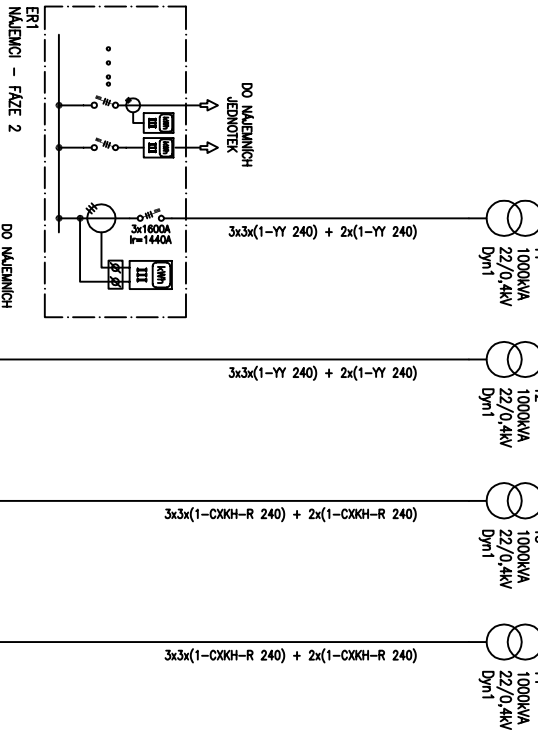 ER1
NÁJEMCI – FÁZE 2
DO NÁJEMNÍCH
JEDNOTEK
kWh
III
kWh
III
kWh
III
3x1600A
Ir=1440A
DO NÁJEMNÍCH
3x3x(1-YY 240) + 2x(1-YY 240)
1000kVA
22/0,4kV
Dyn1
3x3x(1-YY 240) + 2x(1-YY 240)
1000kVA
22/0,4kV
Dyn1
3x3x(1-CXKH-R 240) + 2x(1-CXKH-R 240)
1000kVA
22/0,4kV
Dyn1
3x3x(1-CXKH-R 240) + 2x(1-CXKH-R 240)
1000kVA
22/0,4kV
Dyn1